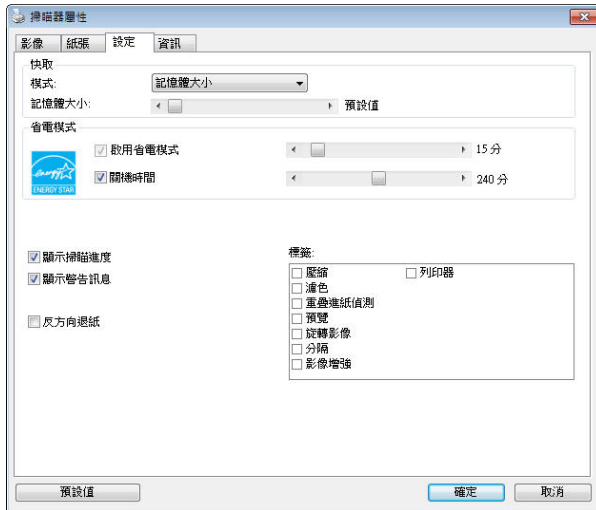 掃瞄器屬性
影像 紙張 設定 資訊
快取
模式: 記憶體大小
記憶體大小: 預設值
省電模式
energy
ENERGY STAR
啟用省電模式 15 分
關機時間 240 分
顯示掃瞄進度
顯示警告訊息
反方向退紙
標籤:
壓縮 列印器
濾色
重疊進紙偵測
預覽
旋轉影像
分隔
影像增強
預設值 確定 取消